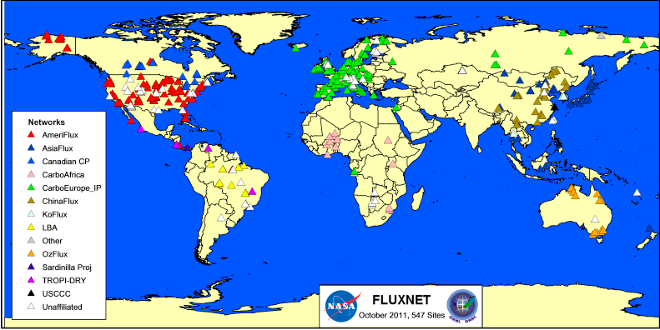 Networks
AmeriFlux
AsiaFlux
Canadian CP
CarboAfrica
CarboEurope_IP
ChinaFlux
KoFlux
LBA
Other
OzFlux
Sardinilla Proj
TROPI-DRY
USCCC
Unaffiliated
NASA
FLUXNET
October 2011, 547 Sites